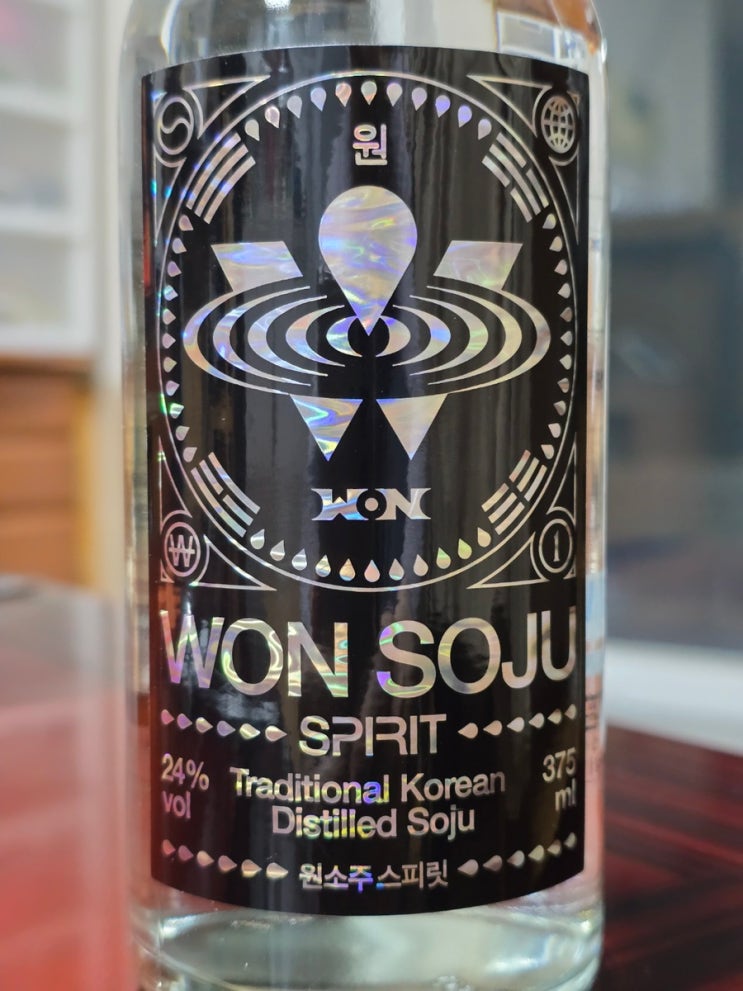 원
WON
₩
1
WON SOJU
SPIRIT
24% vol
Traditional Korean
Distilled Soju
375 ml
원소주 스피릿